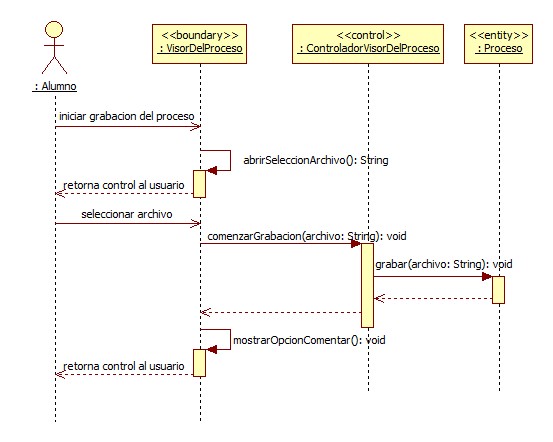 <<boundary>>
: VisorDelProceso
<<control>>
: ControladorVisorDelProceso
<<entity>>
: Proceso
: Alumno
iniciar grabacion del proceso
abrirSeleccionArchivo(): String
retorna control al usuario
seleccionar archivo
comenzarGrabacion(archivo: String): void
grabar(archivo: String): void
mostrarOpcionComentar(): void
retorna control al usuario